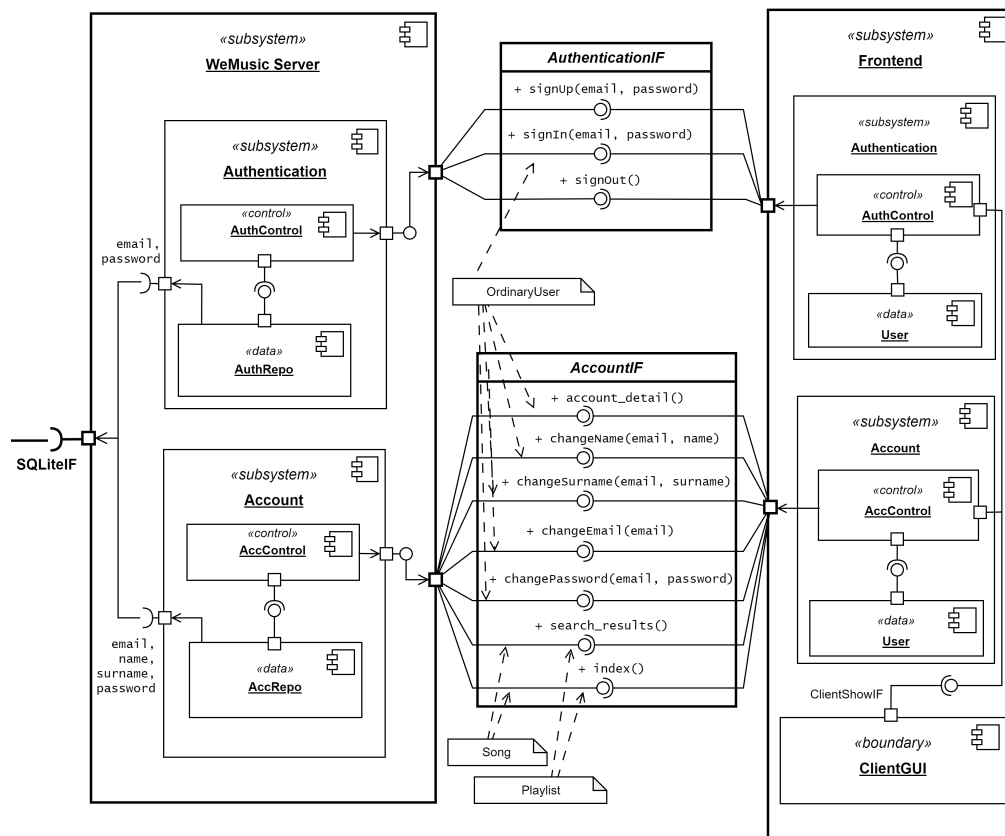 «subsystem»
WeMusic Server
«subsystem»
Authentication
«control»
AuthControl
email,
password
«data»
AuthRepo
SQLiteIF
«subsystem»
Account
«control»
AccControl
email,
name,
surname,
password
«data»
AccRepo
AuthenticationIF
+ signUp(email, password)
+ signIn(email, password)
+ signOut()
OrdinaryUser
AccountIF
+ account_detail()
+ changeName(email, name)
+ changeSurname(email, surname)
+ changeEmail(email)
+ changePassword(email, password)
+ search_results()
+ index()
Song
Playlist
«subsystem»
Frontend
«subsystem»
Authentication
«control»
AuthControl
«data»
User
«subsystem»
Account
«control»
AccControl
«data»
User
ClientShowIF
«boundary»
ClientGUI